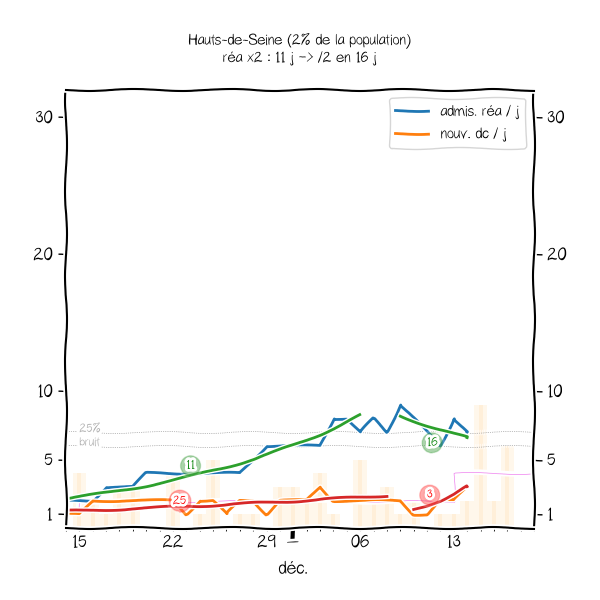 Hauts-de-Seine (2% de la population)
réa x2 : 11 j -> /2 en 16 j
admis. réa / j
nouv. dc / j
30
30
20
20
10
10
25%
bruit
16
11
5
5
3
25
1
1
15 22 29 06 13
déc.